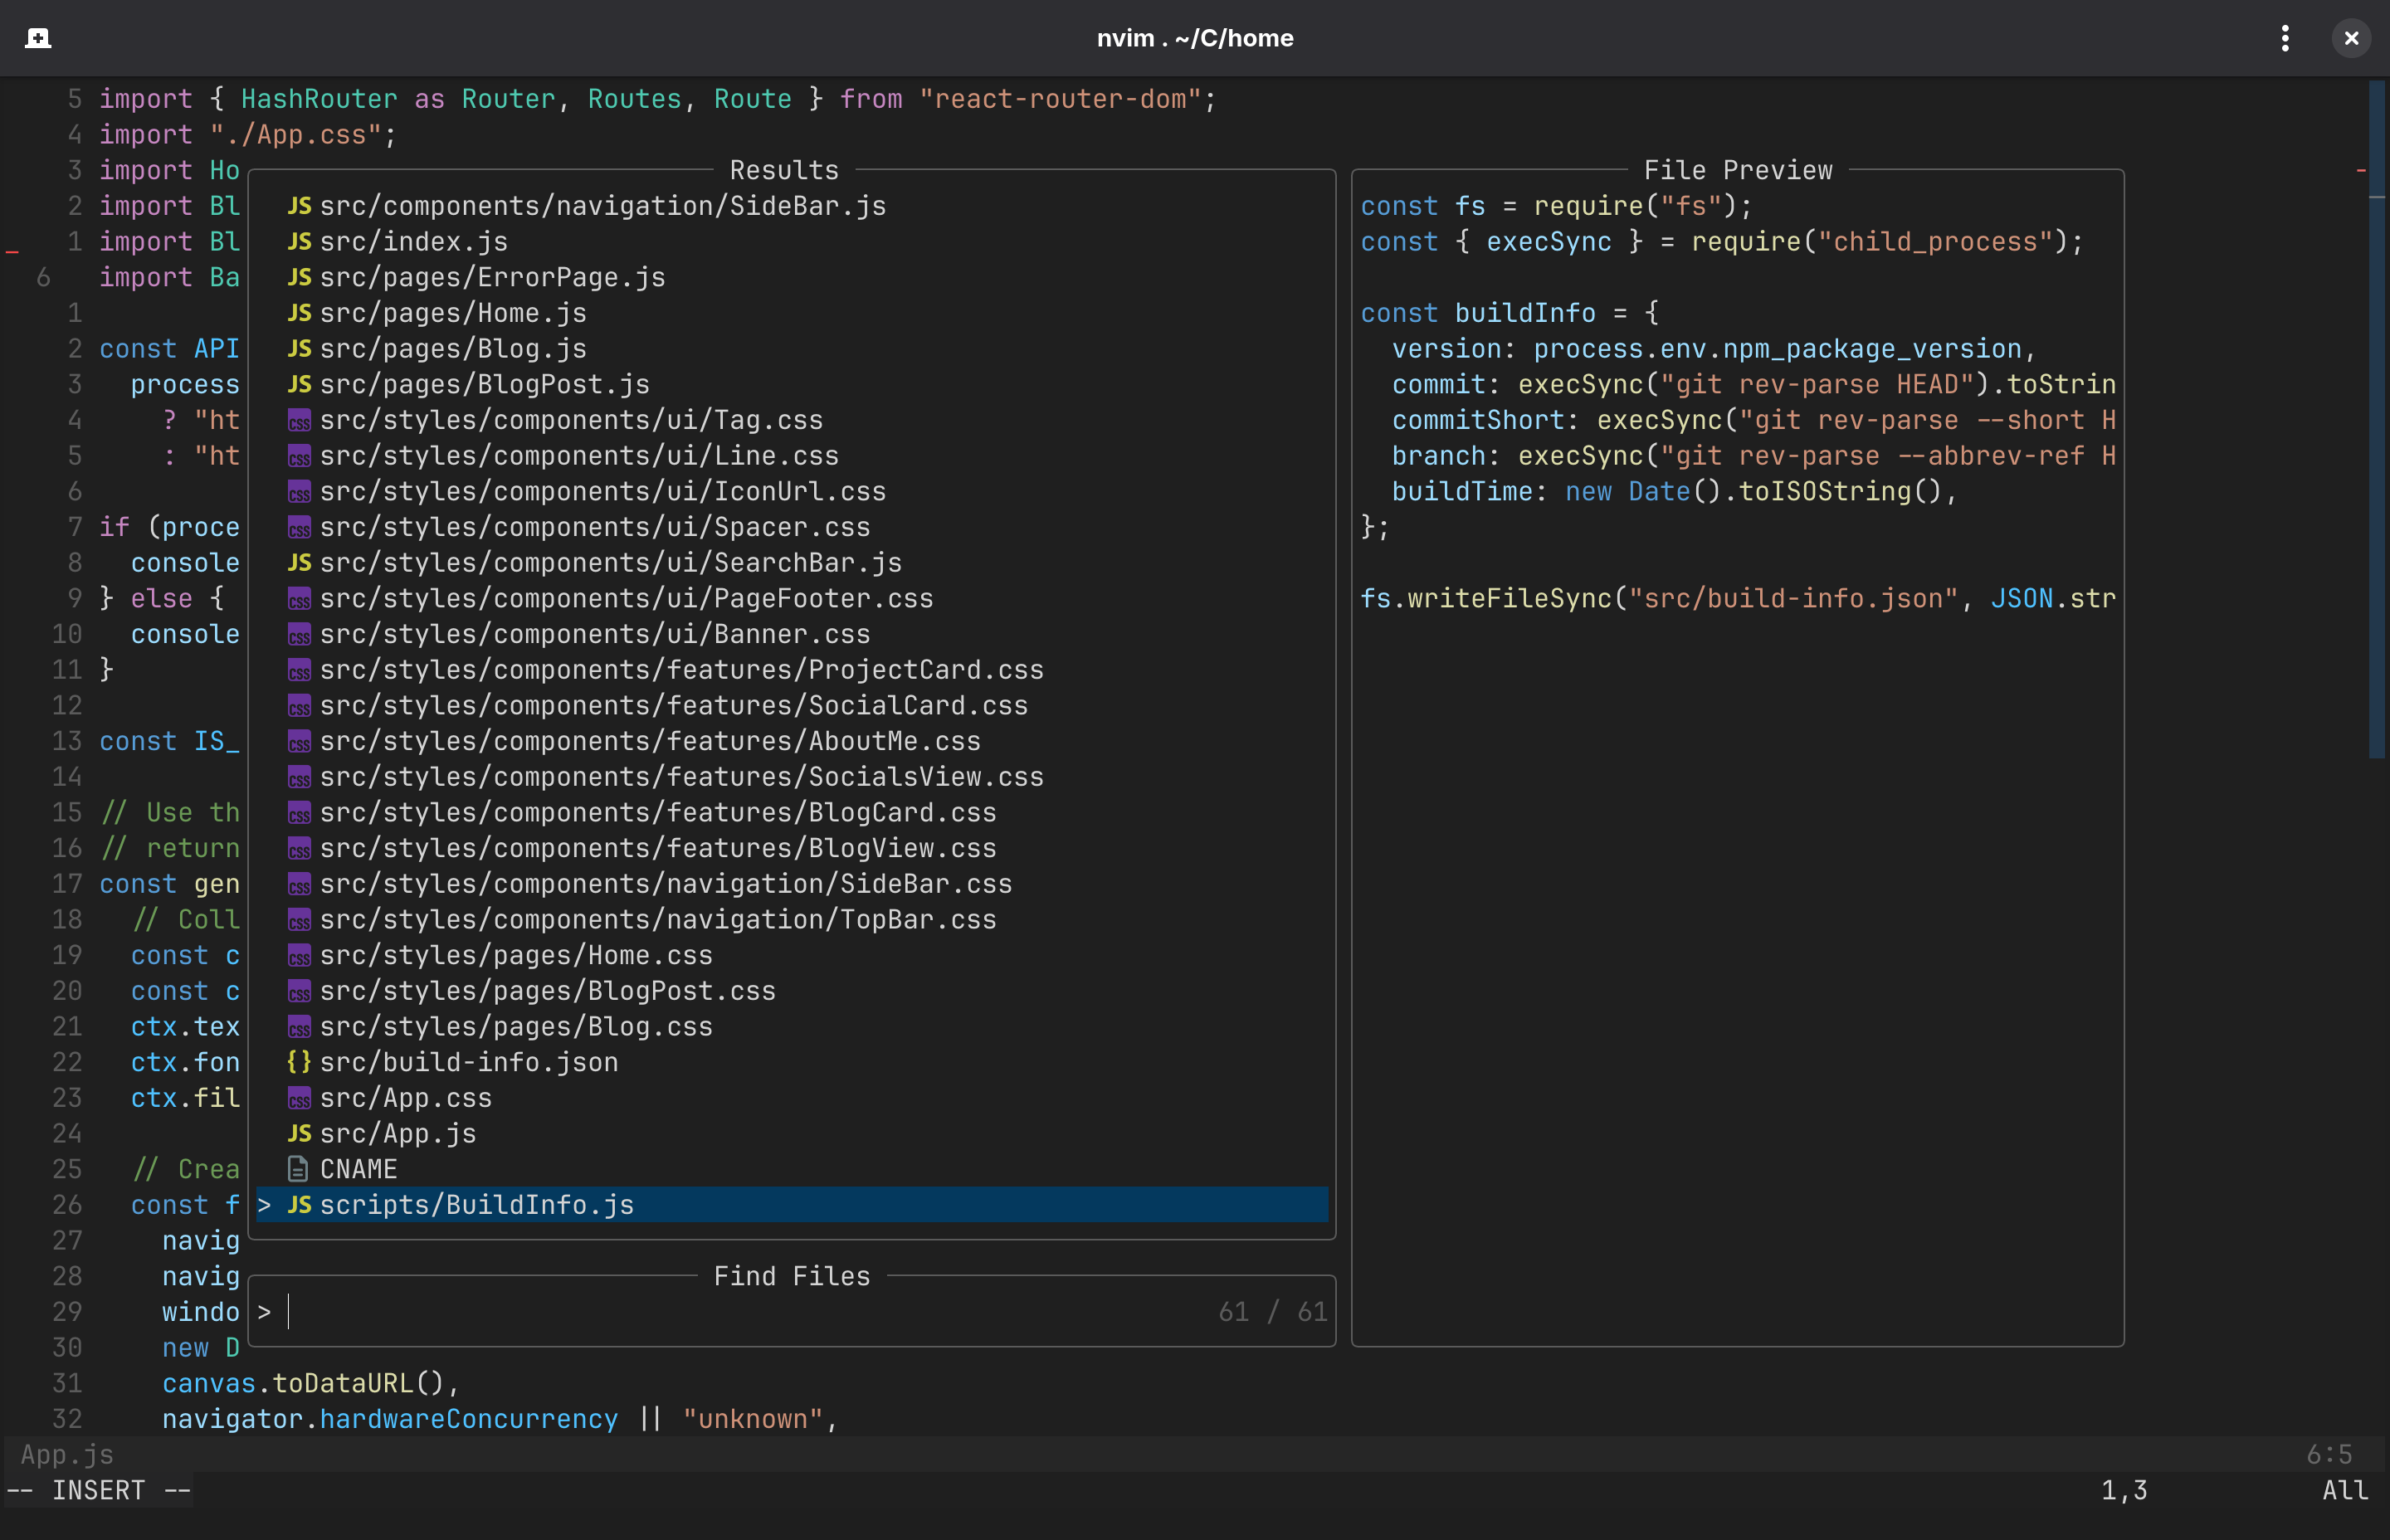 nvim . ~/C/home
5 import { HashRouter as Router, Routes, Route } from "react-router-dom";
4 import "./App.css";
3 import Ho
2 import Bl
1 import Bl
6 import Ba
1
2 const API
3 process
4 ? "ht
5 : "ht
6
7 if (proce
8 console
9 } else {
10 console
11 }
12
13 const IS_
14
15 // Use th
16 // return
17 const gen
18 // Coll
19 const c
20 const c
21 ctx.tex
22 ctx.fon
23 ctx.fil
24
25 // Crea
26 const f
27 navig
28 navig
29 windo
30 new D
31 canvas.toDataURL(),
32 navigator.hardwareConcurrency || "unknown",
Results
JS src/components/navigation/SideBar.js
JS src/index.js
JS src/pages/ErrorPage.js
JS src/pages/Home.js
JS src/pages/Blog.js
JS src/pages/BlogPost.js
CSS src/styles/components/ui/Tag.css
CSS src/styles/components/ui/Line.css
CSS src/styles/components/ui/IconUrl.css
CSS src/styles/components/ui/Spacer.css
JS src/styles/components/ui/SearchBar.js
CSS src/styles/components/ui/PageFooter.css
CSS src/styles/components/ui/Banner.css
CSS src/styles/components/features/ProjectCard.css
CSS src/styles/components/features/SocialCard.css
CSS src/styles/components/features/AboutMe.css
CSS src/styles/components/features/SocialsView.css
CSS src/styles/components/features/BlogCard.css
CSS src/styles/components/features/BlogView.css
CSS src/styles/components/navigation/SideBar.css
CSS src/styles/components/navigation/TopBar.css
CSS src/styles/pages/Home.css
CSS src/styles/pages/BlogPost.css
CSS src/styles/pages/Blog.css
{} src/build-info.json
CSS src/App.css
JS src/App.js
CNAME
> JS scripts/BuildInfo.js
Find Files
> 61 / 61
File Preview
const fs = require("fs");
const { execSync } = require("child_process");
const buildInfo = {
version: process.env.npm_package_version,
commit: execSync("git rev-parse HEAD").toStrin
commitShort: execSync("git rev-parse --short H
branch: execSync("git rev-parse --abbrev-ref H
buildTime: new Date().toISOString(),
};
fs.writeFileSync("src/build-info.json", JSON.str
App.js 6:5
-- INSERT -- 1,3 All